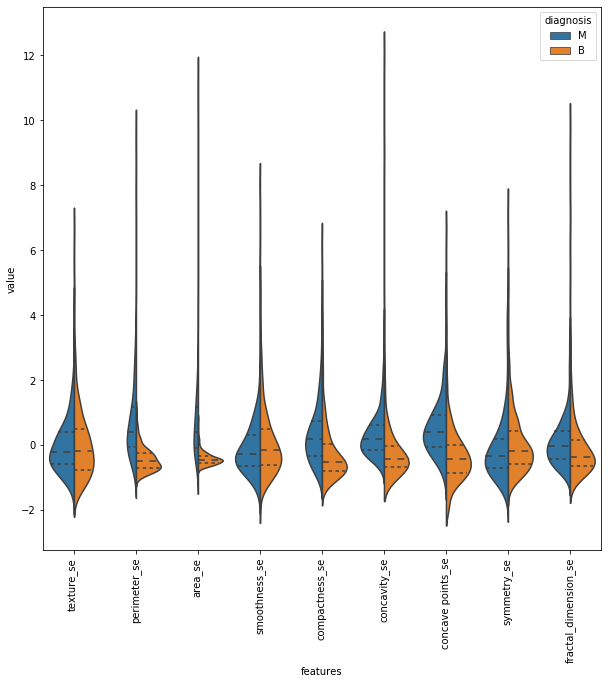 diagnosis
M
B
12
10
8
6
4
2
0
−2
value
texture_se
perimeter_se
area_se
smoothness_se
compactness_se
concavity_se
concave points_se
symmetry_se
fractal_dimension_se
features